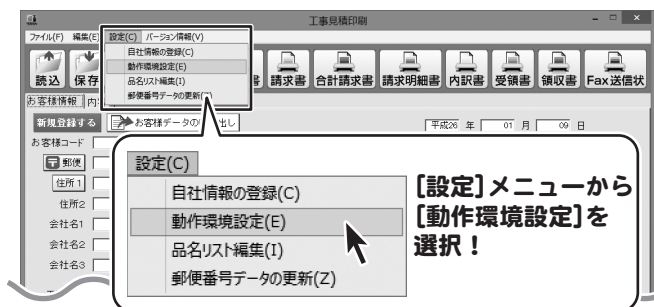 工事見積印刷
ファイル(F) 編集(E) 設定(C) バージョン情報(V)
自社情報の登録(C)
動作環境設定(E)
品名リスト編集(I)
郵便番号データの更新(Z)
読込 保存 請求書 合計請求書 請求明細書 内訳書 受領書 領収書 Fax送信状
お客様情報
新規登録する お客様データの 平成26 年 01 月 09 日
お客様コード
〒郵便
住所1
住所2
会社名1
会社名2
会社名3
設定(C)
自社情報の登録(C)
動作環境設定(E)
品名リスト編集(I)
郵便番号データの更新(Z)
[設定]メニューから
[動作環境設定]を
選択！